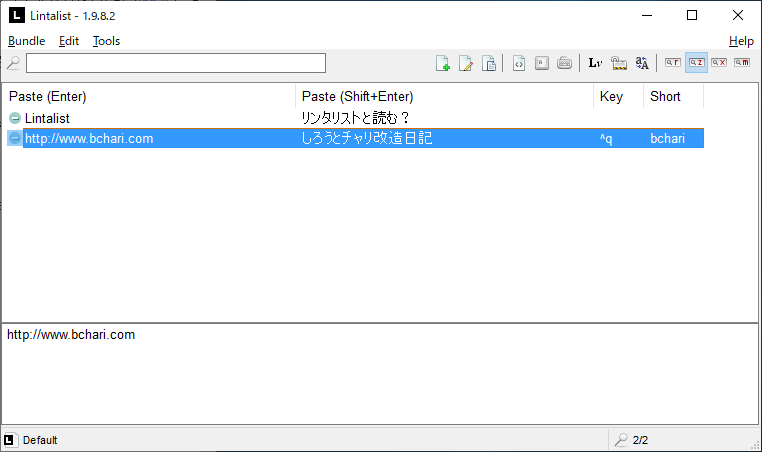 Lintalist - 1.9.8.2
Bundle Edit Tools Help
Paste (Enter) Paste (Shift+Enter) Key Short
Lintalist リンタリストと読む?
http://www.bchari.com しろうとチャリ改造日記 ^q bchari
http://www.bchari.com
Default 2/2